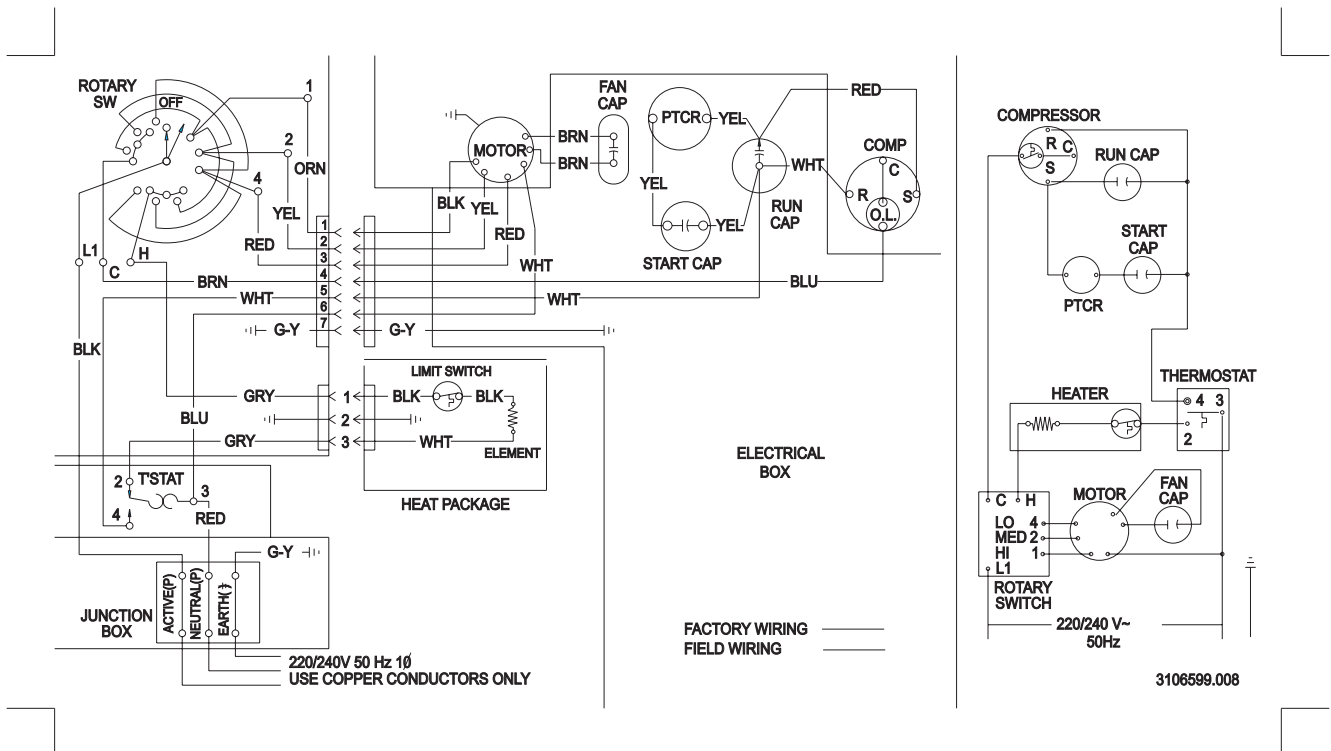 ROTARY
SW
OFF
1
2
4
ORN
YEL
RED
L1
C
H
BRN
WHT
G-Y
BLK
BLU
1
2
3
4
5
6
7
MOTOR
BRN
BRN
FAN
CAP
BLK
YEL
RED
WHT
PTCR
YEL
YEL
YEL
START CAP
RUN
CAP
WHT
RED
COMP
C
R
S
O.L.
BLU
WHT
G-Y
GRY
GRY
1
2
3
LIMIT SWITCH
BLK
BLK
WHT
ELEMENT
HEAT PACKAGE
2
T'STAT
3
4
RED
G-Y
JUNCTION
BOX
ACTIVE(P)
NEUTRAL(P)
EARTH( )
220/240V 50 Hz 1Ø
USE COPPER CONDUCTORS ONLY
ELECTRICAL
BOX
FACTORY WIRING
FIELD WIRING
COMPRESSOR
R
C
S
RUN CAP
START
CAP
PTCR
THERMOSTAT
4 3
2
HEATER
C H
LO 4
MED 2
HI 1
L1
ROTARY
SWITCH
MOTOR
FAN
CAP
220/240 V~
50Hz
3106599.008